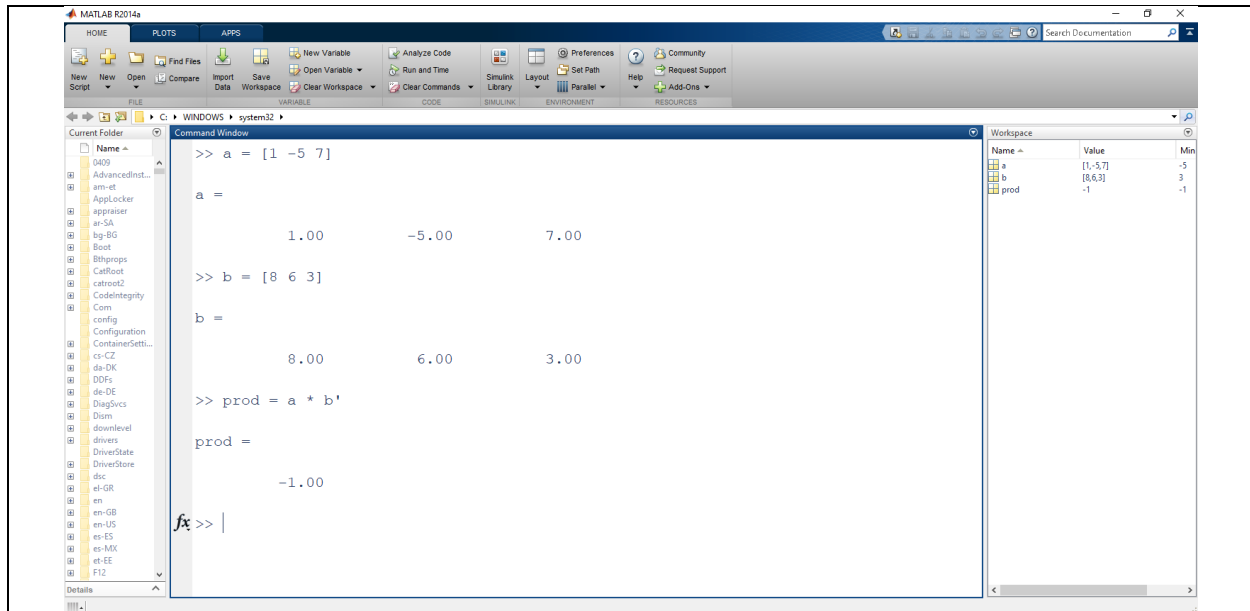 MATLAB R2014a
HOME PLOTS APPS
Search Documentation
New Script
New
Open
Find Files
Compare
Import Data
Save Workspace
New Variable
Open Variable
Clear Workspace
Analyze Code
Run and Time
Clear Commands
Simulink Library
Layout
Preferences
Set Path
Parallel
Help
Community
Request Support
Add-Ons
FILE VARIABLE CODE SIMULINK ENVIRONMENT RESOURCES
C: WINDOWS system32
Current Folder
Name
0409
AdvancedInst...
am-et
AppLocker
appraiser
ar-SA
bg-BG
Boot
Bthprops
CatRoot
catroot2
CodeIntegrity
Com
config
Configuration
ContainerSetti...
cs-CZ
da-DK
DDFs
de-DE
DiagSvcs
Dism
downlevel
drivers
DriverState
DriverStore
dsc
el-GR
en
en-GB
en-US
es-ES
es-MX
et-EE
F12
Details
Command Window
>> a = [1 -5 7]
a =
1.00 -5.00 7.00
>> b = [8 6 3]
b =
8.00 6.00 3.00
>> prod = a * b'
prod =
-1.00
fx >>
Workspace
Name Value Min
a [1,-5,7] -5
b [8,6,3] 3
prod -1 -1